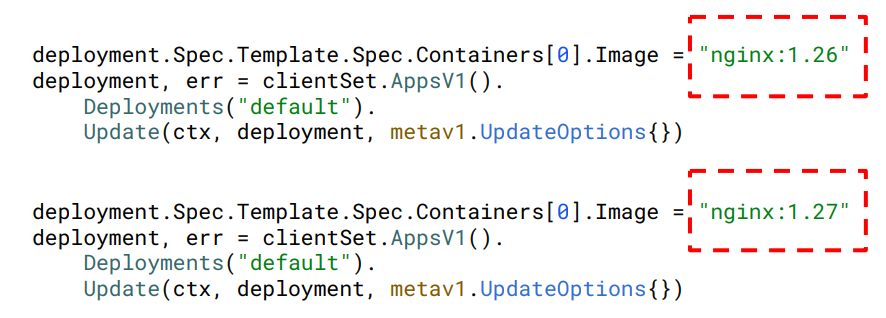 deployment.Spec.Template.Spec.Containers[0].Image = "nginx:1.26"
deployment, err = clientSet.AppsV1().
    Deployments("default").
    Update(ctx, deployment, metav1.UpdateOptions{})
deployment.Spec.Template.Spec.Containers[0].Image = "nginx:1.27"
deployment, err = clientSet.AppsV1().
    Deployments("default").
    Update(ctx, deployment, metav1.UpdateOptions{})